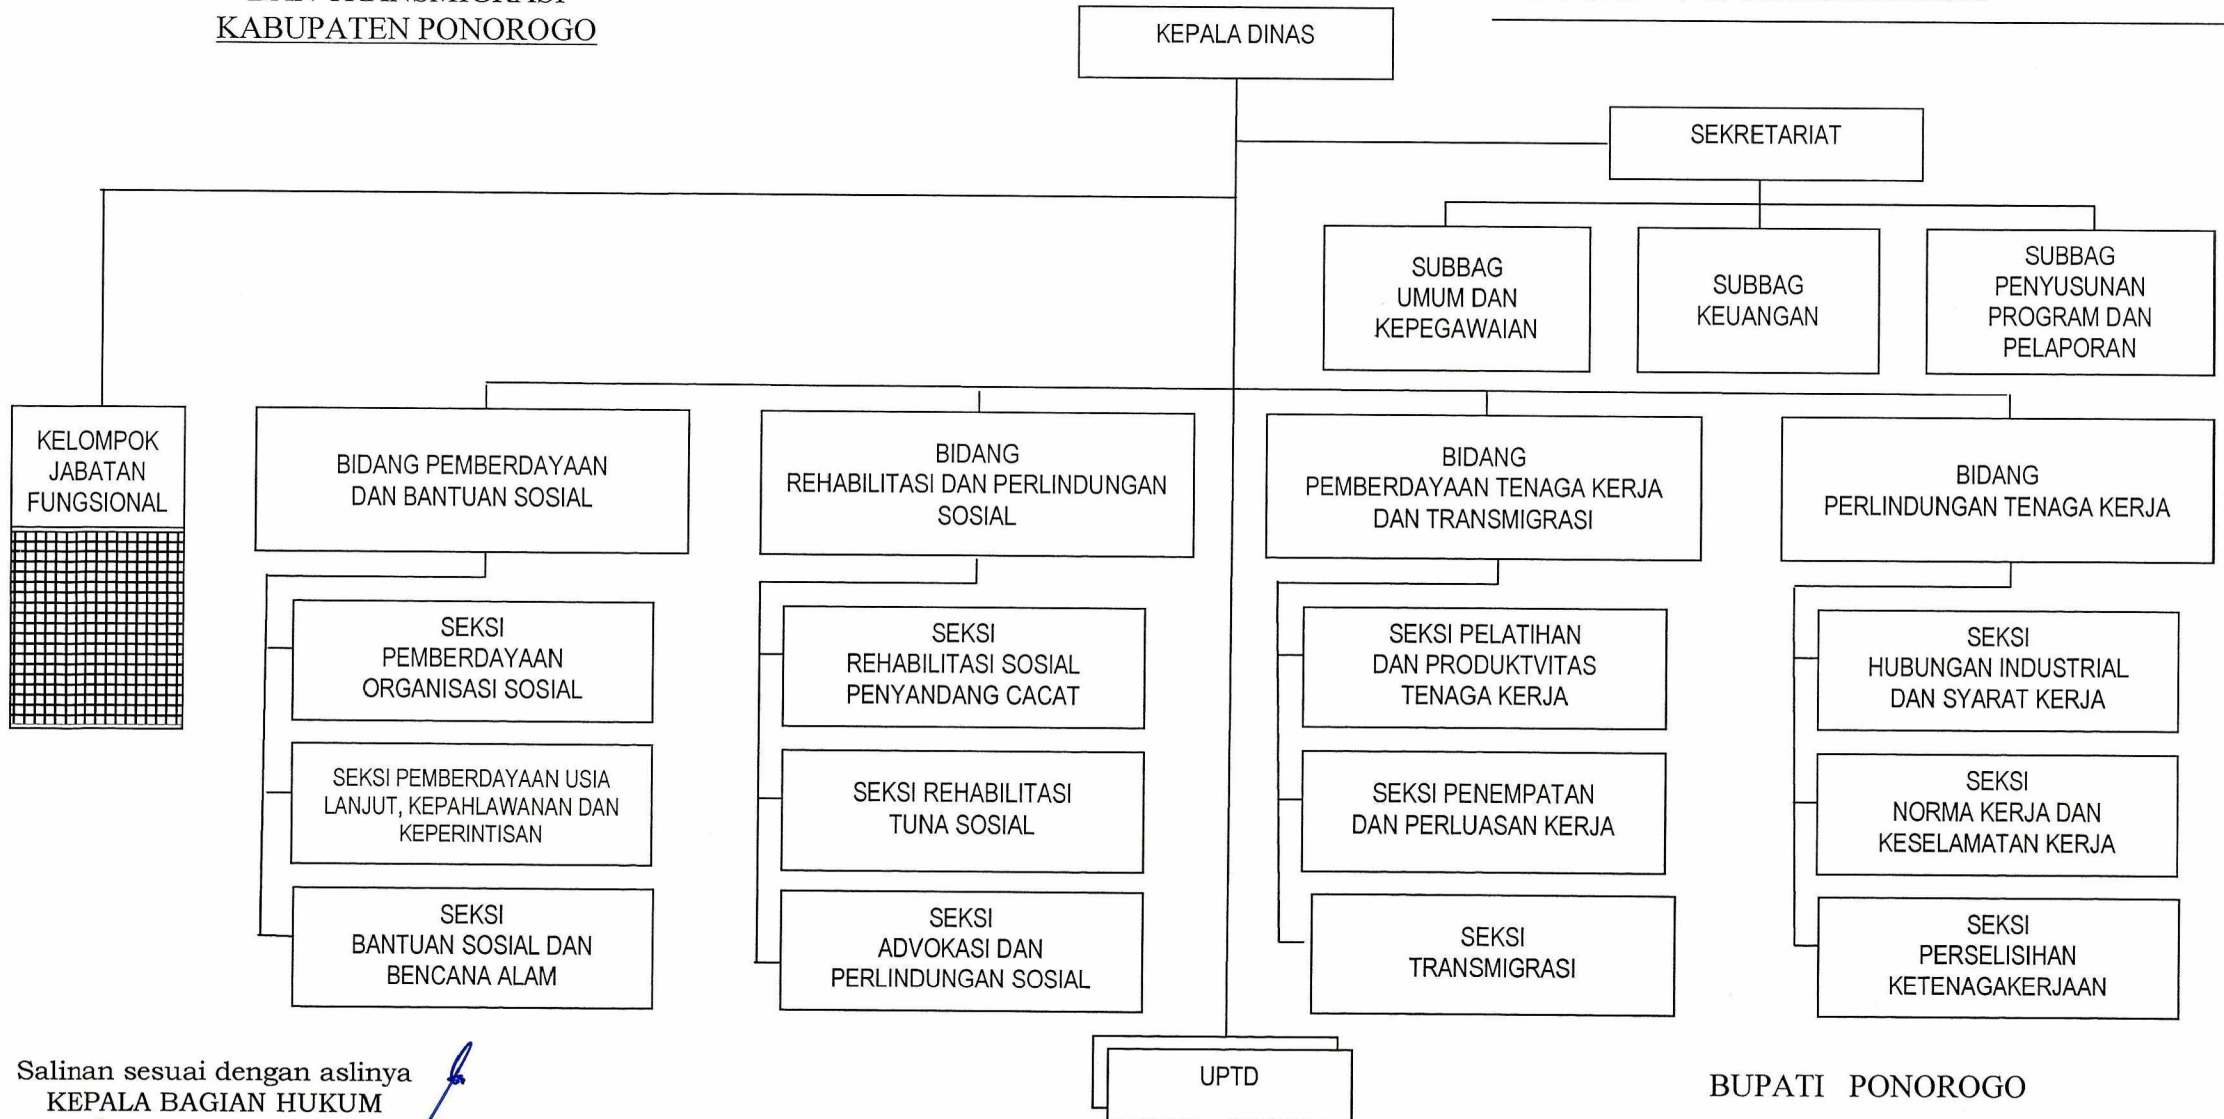 DAN TRANSMIGRASI
KABUPATEN PONOROGO
KEPALA DINAS
SEKRETARIAT
SUBBAG
UMUM DAN
KEPEGAWAIAN
SUBBAG
KEUANGAN
SUBBAG
PENYUSUNAN
PROGRAM DAN
PELAPORAN
KELOMPOK
JABATAN
FUNGSIONAL
BIDANG PEMBERDAYAAN
DAN BANTUAN SOSIAL
BIDANG
REHABILITASI DAN PERLINDUNGAN
SOSIAL
BIDANG
PEMBERDAYAAN TENAGA KERJA
DAN TRANSMIGRASI
BIDANG
PERLINDUNGAN TENAGA KERJA
SEKSI
PEMBERDAYAAN
ORGANISASI SOSIAL
SEKSI PEMBERDAYAAN USIA
LANJUT, KEPAHLAWANAN DAN
KEPERINTISAN
SEKSI
BANTUAN SOSIAL DAN
BENCANA ALAM
SEKSI
REHABILITASI SOSIAL
PENYANDANG CACAT
SEKSI REHABILITASI
TUNA SOSIAL
SEKSI
ADVOKASI DAN
PERLINDUNGAN SOSIAL
SEKSI PELATIHAN
DAN PRODUKTVITAS
TENAGA KERJA
SEKSI PENEMPATAN
DAN PERLUASAN KERJA
SEKSI
TRANSMIGRASI
SEKSI
HUBUNGAN INDUSTRIAL
DAN SYARAT KERJA
SEKSI
NORMA KERJA DAN
KESELAMATAN KERJA
SEKSI
PERSELISIHAN
KETENAGAKERJAAN
UPTD
Salinan sesuai dengan aslinya
KEPALA BAGIAN HUKUM
BUPATI PONOROGO